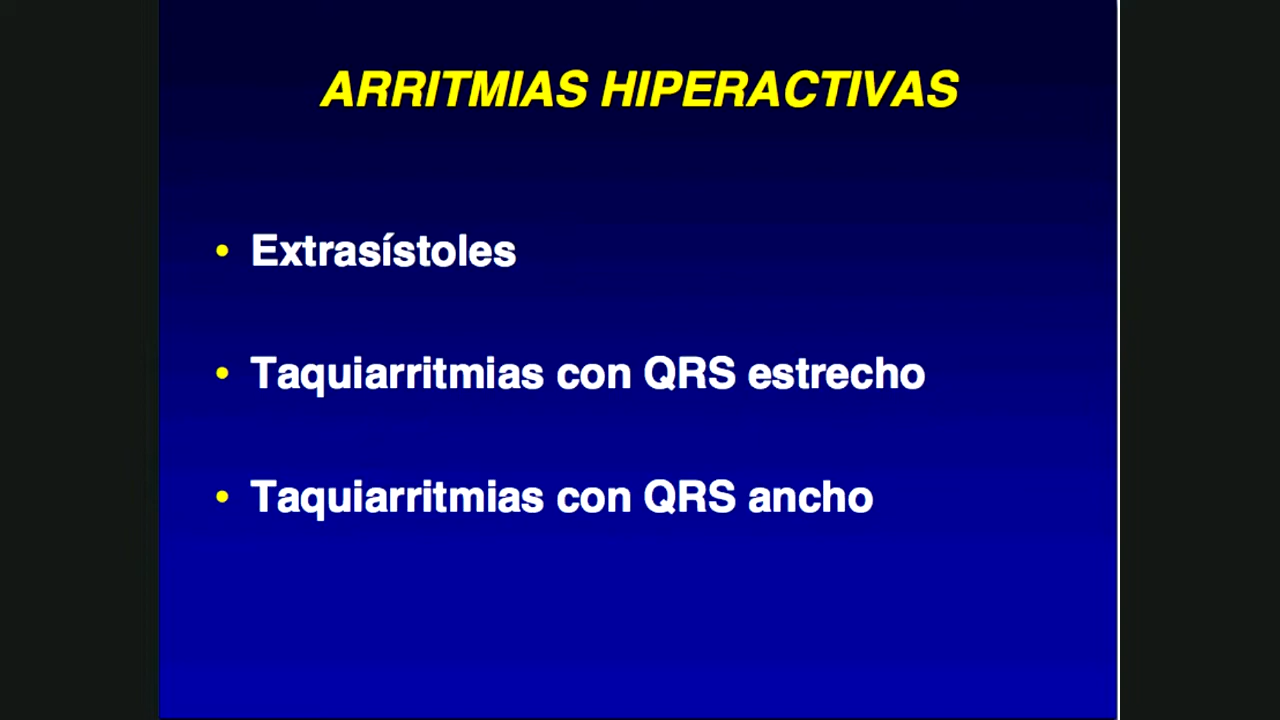 ARRITMIAS HIPERACTIVAS
• Extrasístoles
• Taquiarritmias con QRS estrecho
• Taquiarritmias con QRS ancho